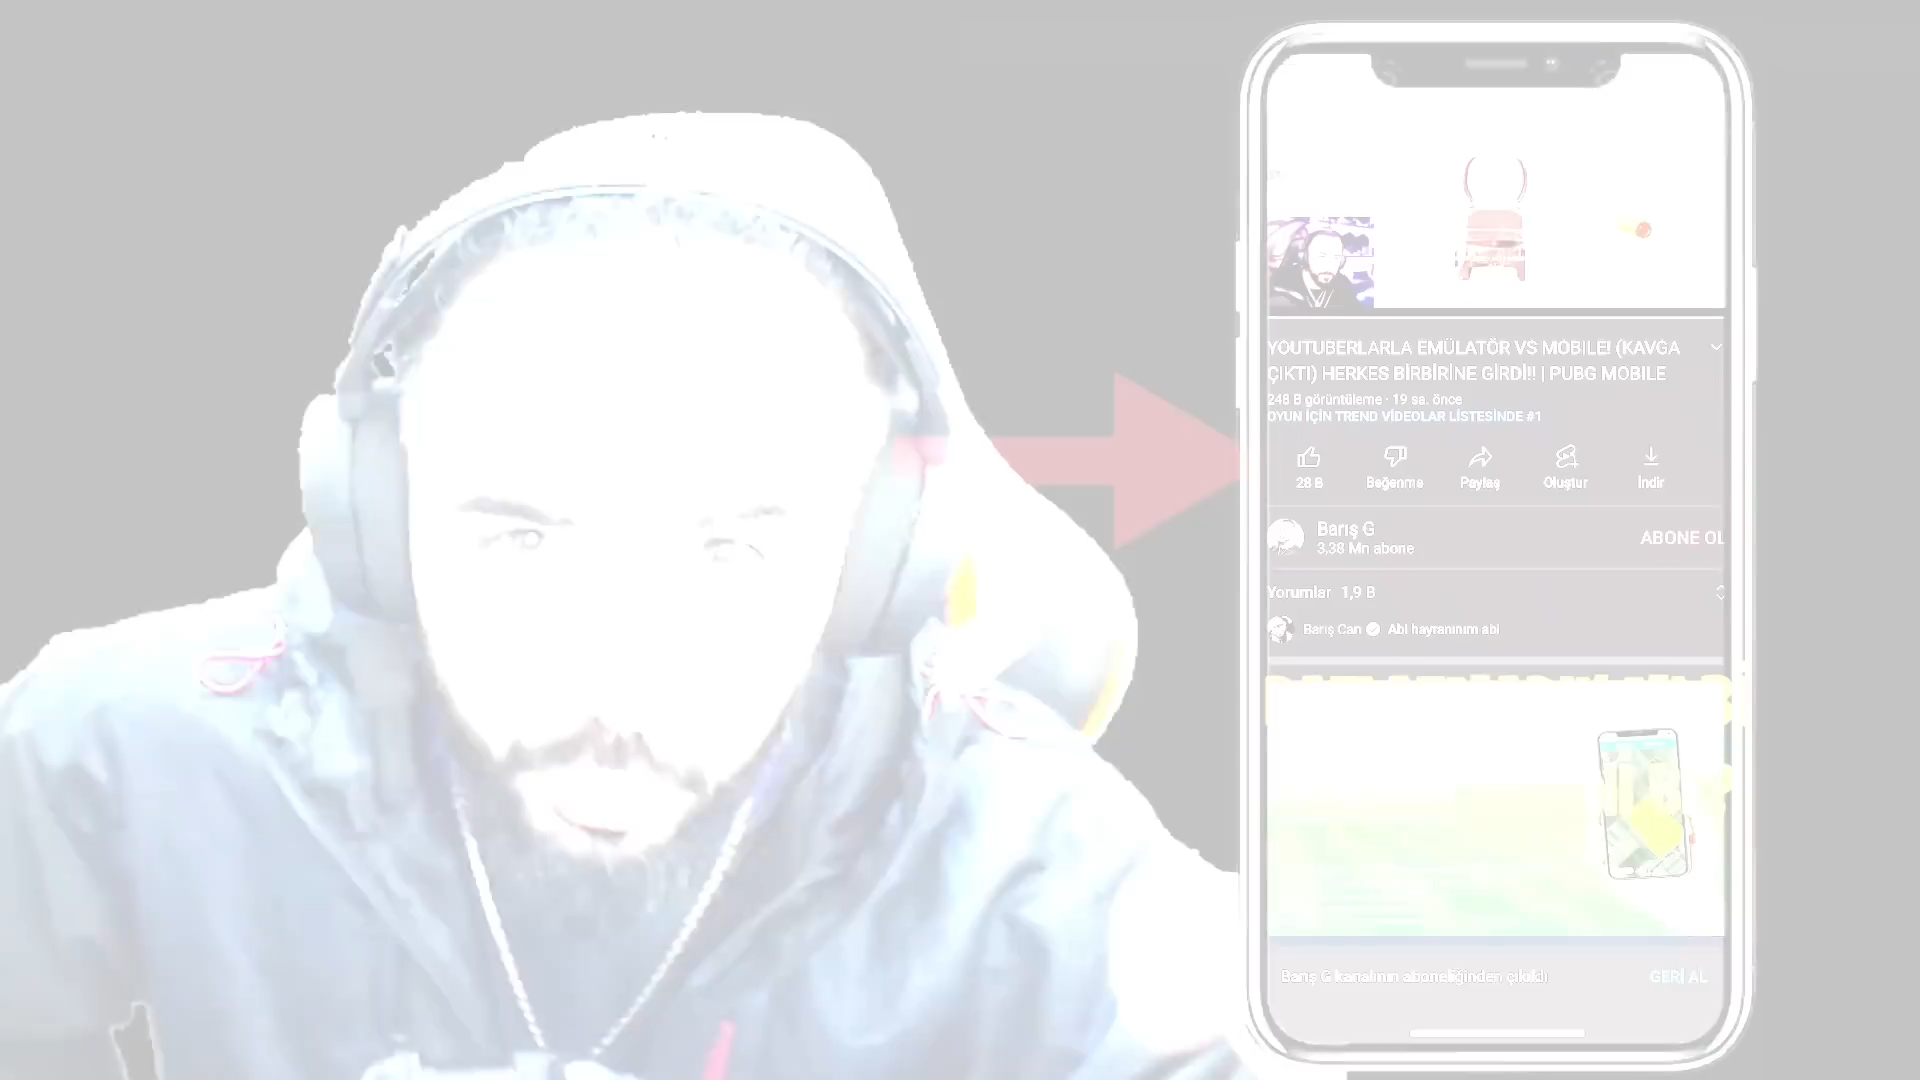 YOUTUBERLARLA EMÜLATÖR VS MOBILE! (KAVGA
ÇIKTI) HERKES BİRBİRİNE GİRDİ!! | PUBG MOBILE
248 B görüntüleme · 19 sa. önce
OYUN İÇİN TREND VİDEOLAR LİSTESİNDE #1
28 B Beğenme Paylaş Oluştur İndir
Barış G
3,38 Mn abone
ABONE OL
Yorumlar 1,9 B
Barış Can Abi hayranınım abi
Barış G kanalının aboneliğinden çıkıldı
GERİ AL